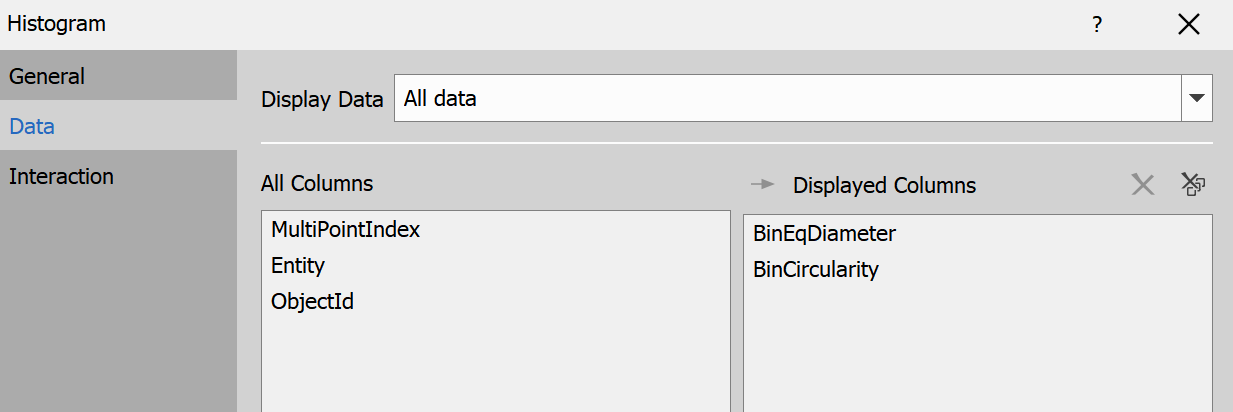 Histogram
?
General
Data
Interaction
Display Data
All data
All Columns
Displayed Columns
MultiPointIndex
Entity
ObjectId
BinEqDiameter
BinCircularity